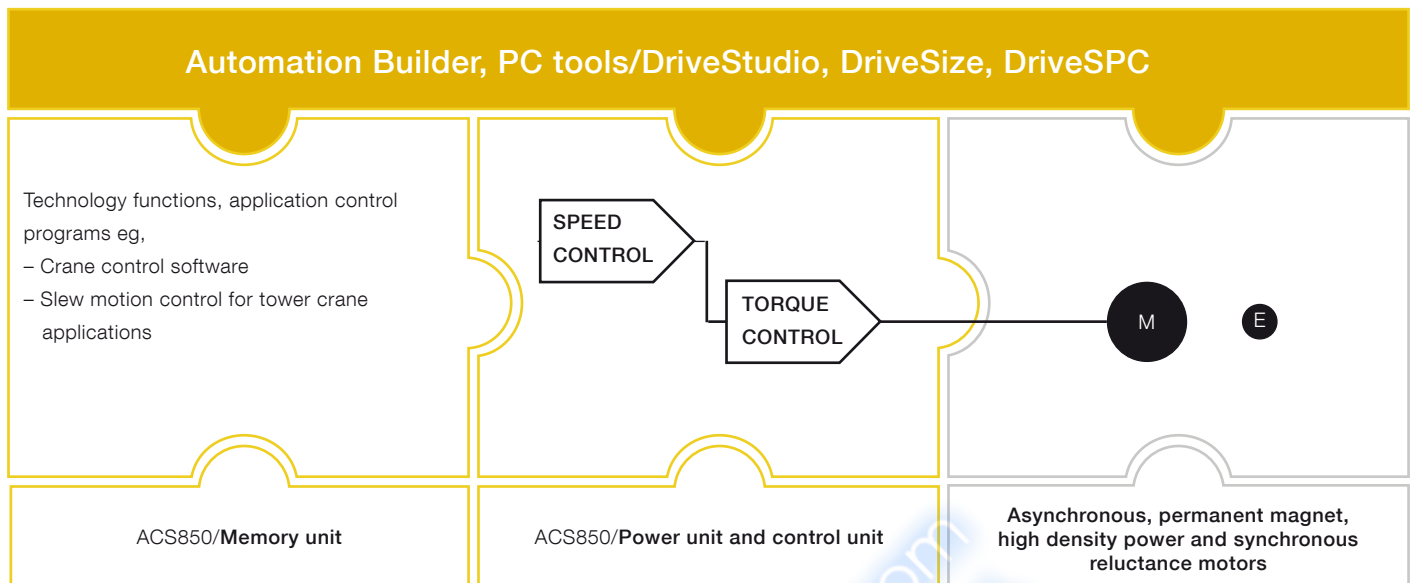 Automation Builder, PC tools/DriveStudio, DriveSize, DriveSPC
Technology functions, application control
programs eg,
– Crane control software
– Slew motion control for tower crane
applications
SPEED
CONTROL
TORQUE
CONTROL
M
E
ACS850/Memory unit
ACS850/Power unit and control unit
Asynchronous, permanent magnet,
high density power and synchronous
reluctance motors
om